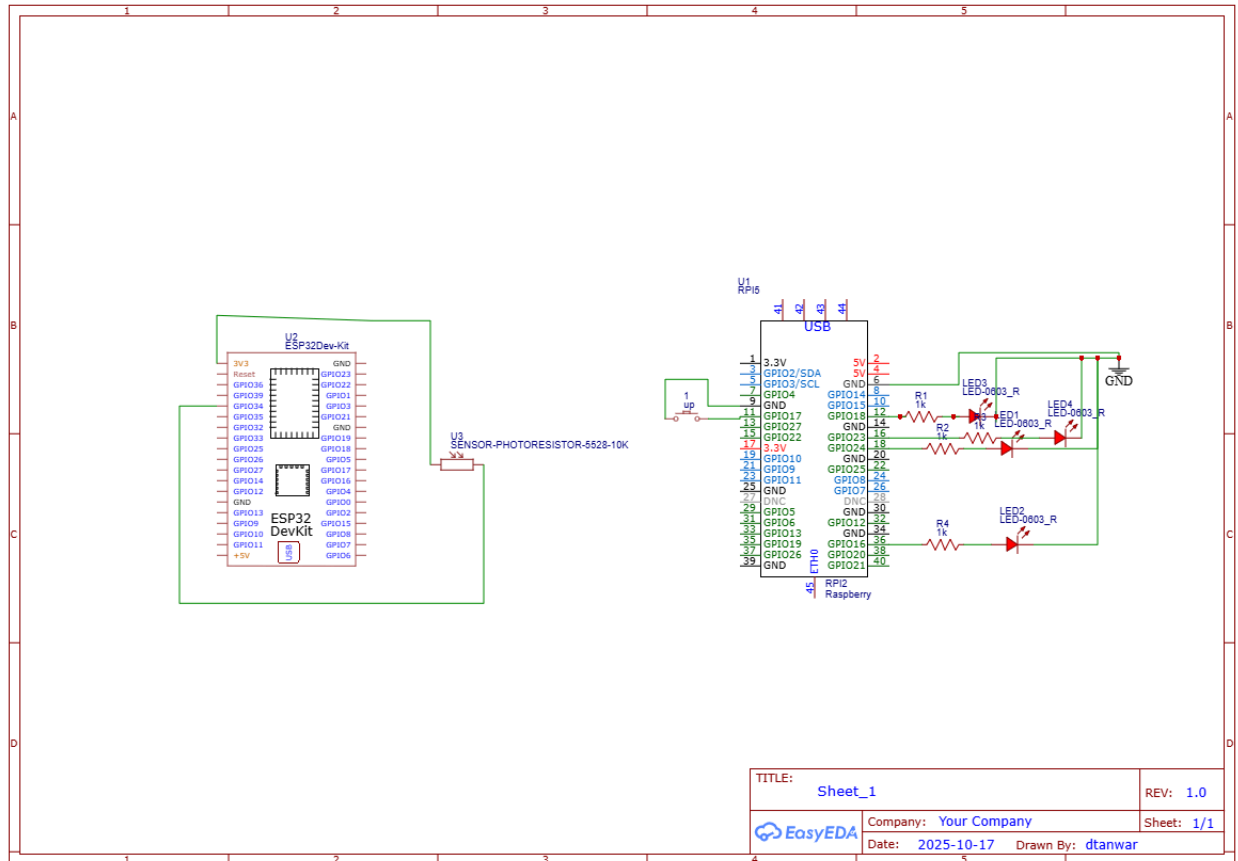 1
2
3
4
5
A
A
B
B
C
C
D
D
U2
ESP32Dev-Kit
3V3
Reset
GPIO36
GPIO39
GPIO34
GPIO35
GPIO32
GPIO33
GPIO25
GPIO26
GPIO27
GPIO14
GPIO12
GND
GPIO13
GPIO9
GPIO10
GPIO11
+5V
GND
GPIO23
GPIO22
GPIO1
GPIO3
GPIO21
GND
GPIO19
GPIO18
GPIO5
GPIO17
GPIO16
GPIO4
GPIO0
GPIO2
GPIO15
GPIO8
GPIO7
GPIO6
ESP32
DevKit
USB
U3
SENSOR-PHOTORESISTOR-5528-10K
U1
RPI5
41
42
43
44
USB
1 3.3V
3 GPIO2/SDA
5 GPIO3/SCL
7 GPIO4
9 GND
11 GPIO17
13 GPIO27
15 GPIO22
17 3.3V
19 GPIO10
21 GPIO9
23 GPIO11
25 GND
27 DNC
29 GPIO5
31 GPIO6
33 GPIO13
35 GPIO19
37 GPIO26
39 GND
5V 2
5V 4
GND 6
GPIO14 8
GPIO15 10
GPIO18 12
GND 14
GPIO23 16
GPIO24 18
GND 20
GPIO25 22
GPIO8 24
GPIO7 26
DNC 28
GND 30
GPIO12 32
GND 34
GPIO16 36
GPIO20 38
GPIO21 40
ETH0
45
RPI2
Raspberry
1
up
R1
1k
R2
1k
R3
1k
R4
1k
LED3
LED-0603_R
LED1
LED-0603_R
LED4
LED-0603_R
LED2
LED-0603_R
GND
TITLE:
Sheet_1
REV: 1.0
EasyEDA
Company: Your Company
Sheet: 1/1
Date: 2025-10-17 Drawn By: dtanwar
1
2
3
4
5